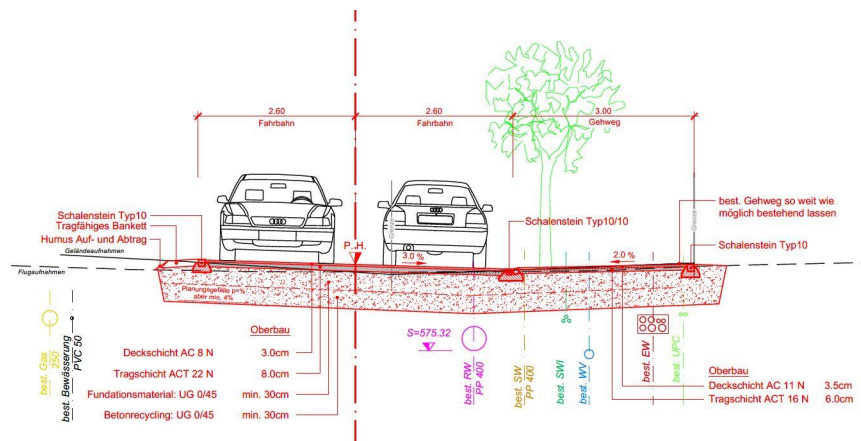 2.60
Fahrbahn
2.60
Fahrbahn
3.00
Gehweg
Grenze
Grenze
best. Gehweg so weit wie
möglich bestehend lassen
Schalenstein Typ10
Tragfähiges Bankett
Humus Auf- und Abtrag
Geländeaufnahmen
Flugaufnahmen
P. H.
3.0 %
Schalenstein Typ10/10
2.0 %
Schalenstein Typ10
Planungsgefälle p=%
aber min. 4%
best. Gas
250
best. Bewässerung
PVC 50
Oberbau
Deckschicht AC 8 N 3.0cm
Tragschicht ACT 22 N 8.0cm
Fundationsmaterial: UG 0/45 min. 30cm
Betonrecycling: UG 0/45 min. 30cm
S=575.32
best. RW
PP 400
best. SW
PP 400
best. SWI
best. WV
best. EW
best. UPC
Oberbau
Deckschicht AC 11 N 3.5cm
Tragschicht ACT 16 N 6.0cm